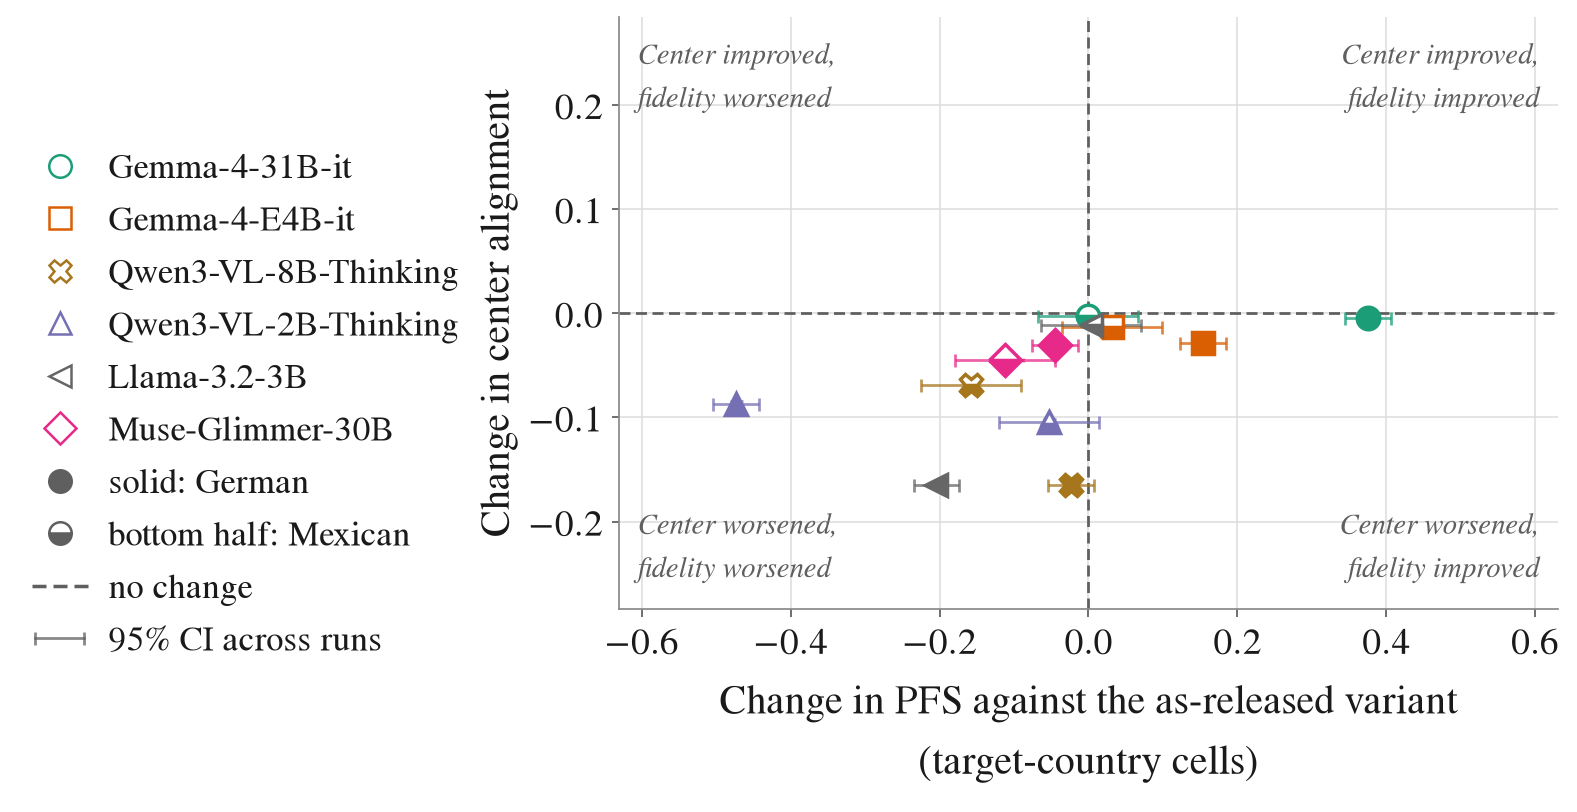 Gemma-4-31B-it
Gemma-4-E4B-it
Qwen3-VL-8B-Thinking
Qwen3-VL-2B-Thinking
Llama-3.2-3B
Muse-Glimmer-30B
solid: German
bottom half: Mexican
no change
95% CI across runs
Change in center alignment
0.2
0.1
0.0
−0.1
−0.2
Center improved,
fidelity worsened
Center improved,
fidelity improved
Center worsened,
fidelity worsened
Center worsened,
fidelity improved
−0.6
−0.4
−0.2
0.0
0.2
0.4
0.6
Change in PFS against the as-released variant
(target-country cells)